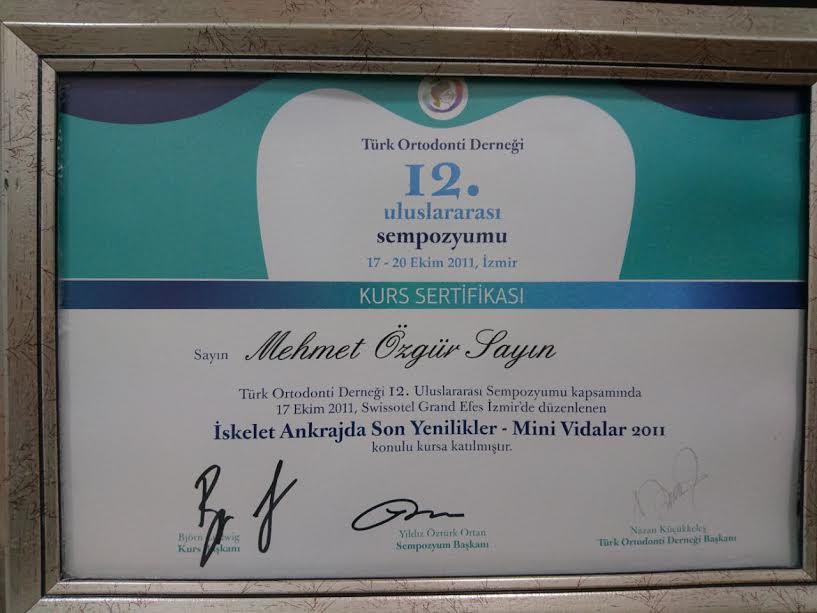 Türk Ortodonti Derneği
12.
uluslararası
sempozyumu
17 - 20 Ekim 2011, İzmir
KURS SERTİFİKASI
Sayın Mehmet Özgür Sayın
Türk Ortodonti Derneği 12. Uluslararası Sempozyumu kapsamında
17 Ekim 2011, Swissotel Grand Efes İzmir'de düzenlenen
İskelet Ankrajda Son Yenilikler - Mini Vidalar 2011
konulu kursa katılmıştır.
Björn
Kurs Başkanı
Yıldız Öztürk Ortan
Sempozyum Başkanı
Nazan Küçükkeleş
Türk Ortodonti Derneği Başkanı